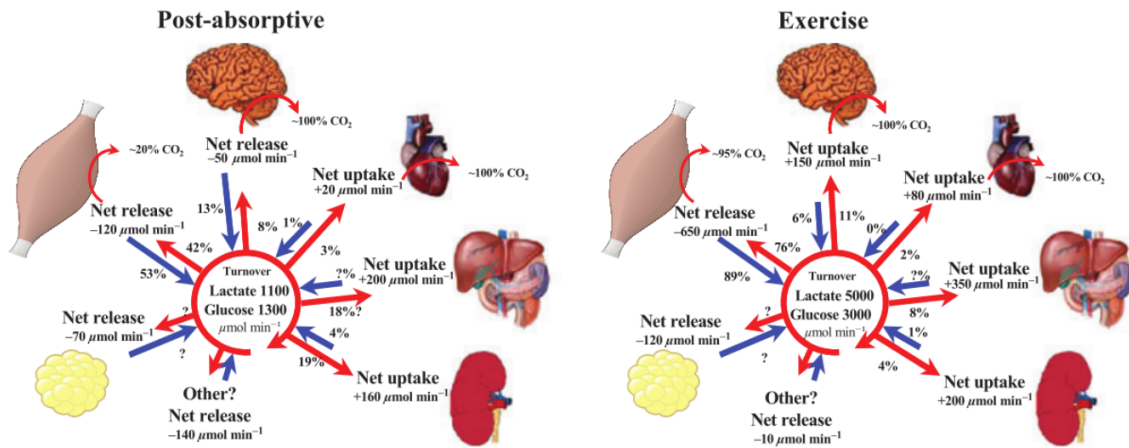 Post-absorptive
~100% CO₂
~20% CO₂
Net release
−50 μmol min⁻¹
~100% CO₂
Net uptake
+20 μmol min⁻¹
Net release
−120 μmol min⁻¹
13%
8%
1%
42%
3%
53%
Turnover
Lactate 1100
Glucose 1300
μmol min⁻¹
?%
Net uptake
+200 μmol min⁻¹
18%?
?
Net release
−70 μmol min⁻¹
?
4%
19%
Net uptake
+160 μmol min⁻¹
Other?
Net release
−140 μmol min⁻¹
Exercise
~100% CO₂
~95% CO₂
Net uptake
+150 μmol min⁻¹
~100% CO₂
Net uptake
+80 μmol min⁻¹
Net release
−650 μmol min⁻¹
6%
11%
0%
76%
2%
89%
Turnover
Lactate 5000
Glucose 3000
μmol min⁻¹
?%
Net uptake
+350 μmol min⁻¹
8%
?
Net release
−120 μmol min⁻¹
?
1%
4%
Net uptake
+200 μmol min⁻¹
Other?
Net release
−10 μmol min⁻¹